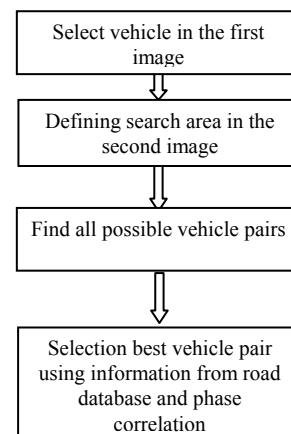 Select vehicle in the first
image
Defining search area in the
second image
Find all possible vehicle pairs
Selection best vehicle pair
using information from road
database and phase
correlation